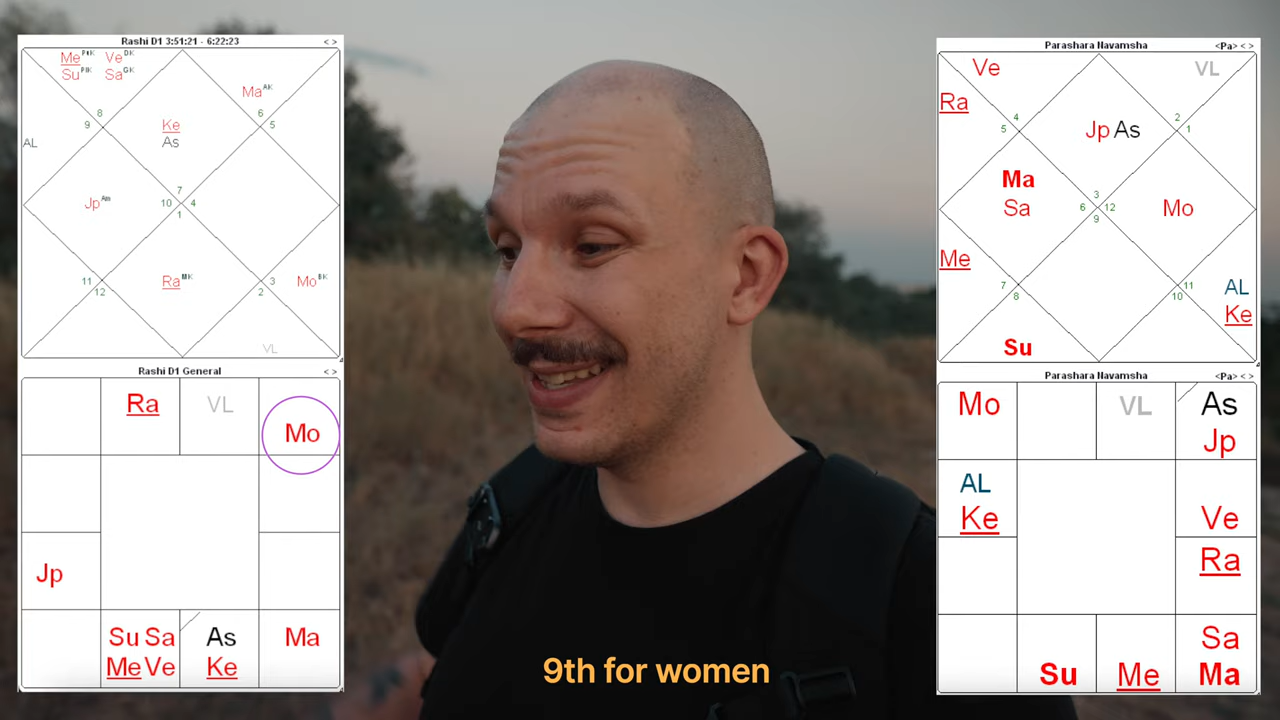 Rashi D1 3:51:21 - 6:22:23
< >
Me PiK Ve DK
Su PK Sa GK
Ma AK
8
6
9
5
Ke
AL
As
7
Jp Am
10
4
1
11
Ra MK
3
Mo BK
12
2
VL
Rashi D1 General
< >
Ra
VL
Mo
Jp
Su Sa
As
Ma
Me Ve
Ke
9th for women
Parashara Navamsha
<Pa> < >
Ve
VL
Ra
4
2
5
Jp As
1
Ma
3
Sa
6
12
Mo
9
Me
7
11
AL
8
10
Ke
Su
Parashara Navamsha
<Pa> < >
Mo
VL
As
Jp
AL
Ke
Ve
Ra
Sa
Su
Me
Ma